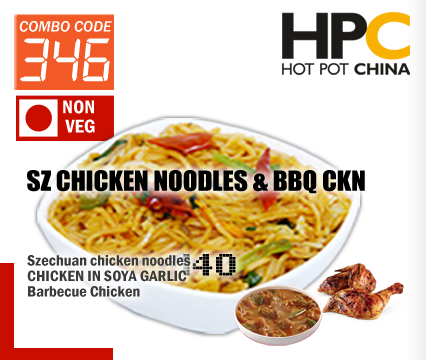 COMBO CODE
346
NON
VEG
HPC
HOT POT CHINA
SZ CHICKEN NOODLES & BBQ CKN
Szechuan chicken noodles
CHICKEN IN SOYA GARLIC
Barbecue Chicken
140